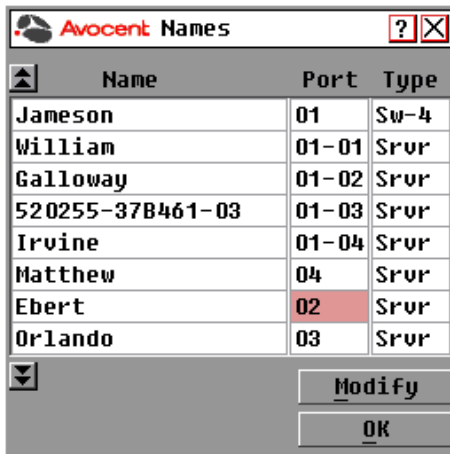 Avocent Names ? X
Name Port Type
Jameson 01 Sw-4
William 01-01 Srvr
Galloway 01-02 Srvr
520255-37B461-03 01-03 Srvr
Irvine 01-04 Srvr
Matthew 04 Srvr
Ebert 02 Srvr
Orlando 03 Srvr
Modify
OK